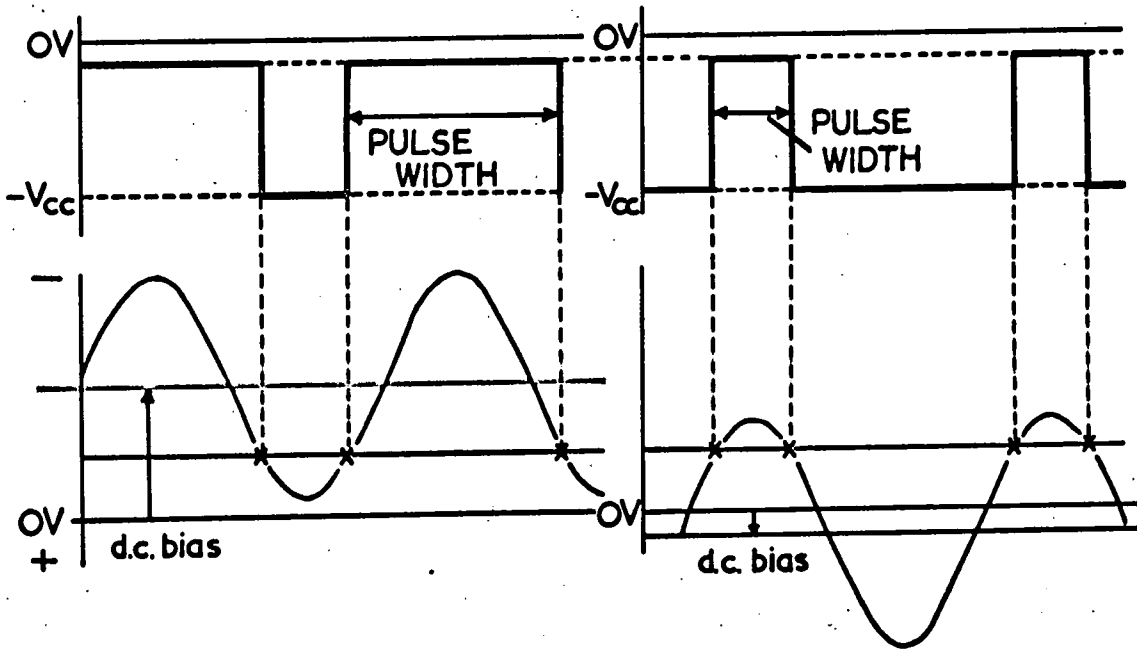 OV
PULSE
WIDTH
-Vcc
-
OV
+
d.c. bias
OV
PULSE
WIDTH
-Vcc
OV
d.c. bias